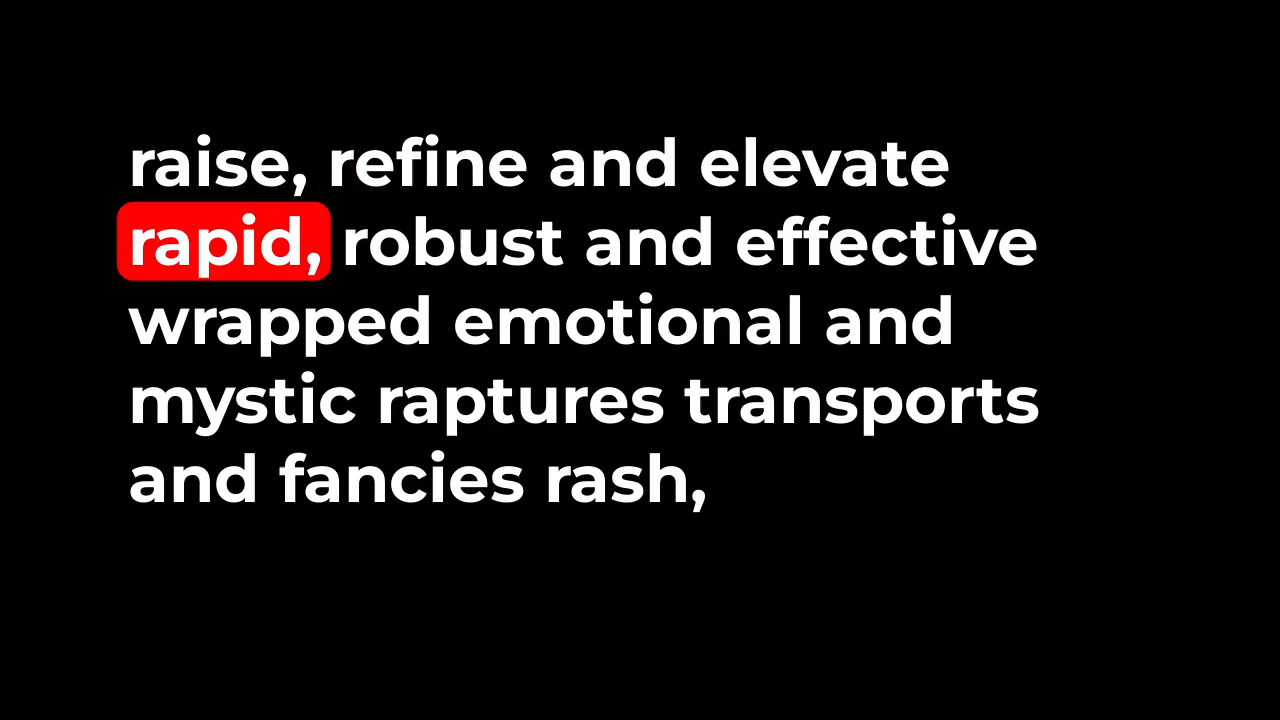 raise, refine and elevate
rapid, robust and effective
wrapped emotional and
mystic raptures transports
and fancies rash,